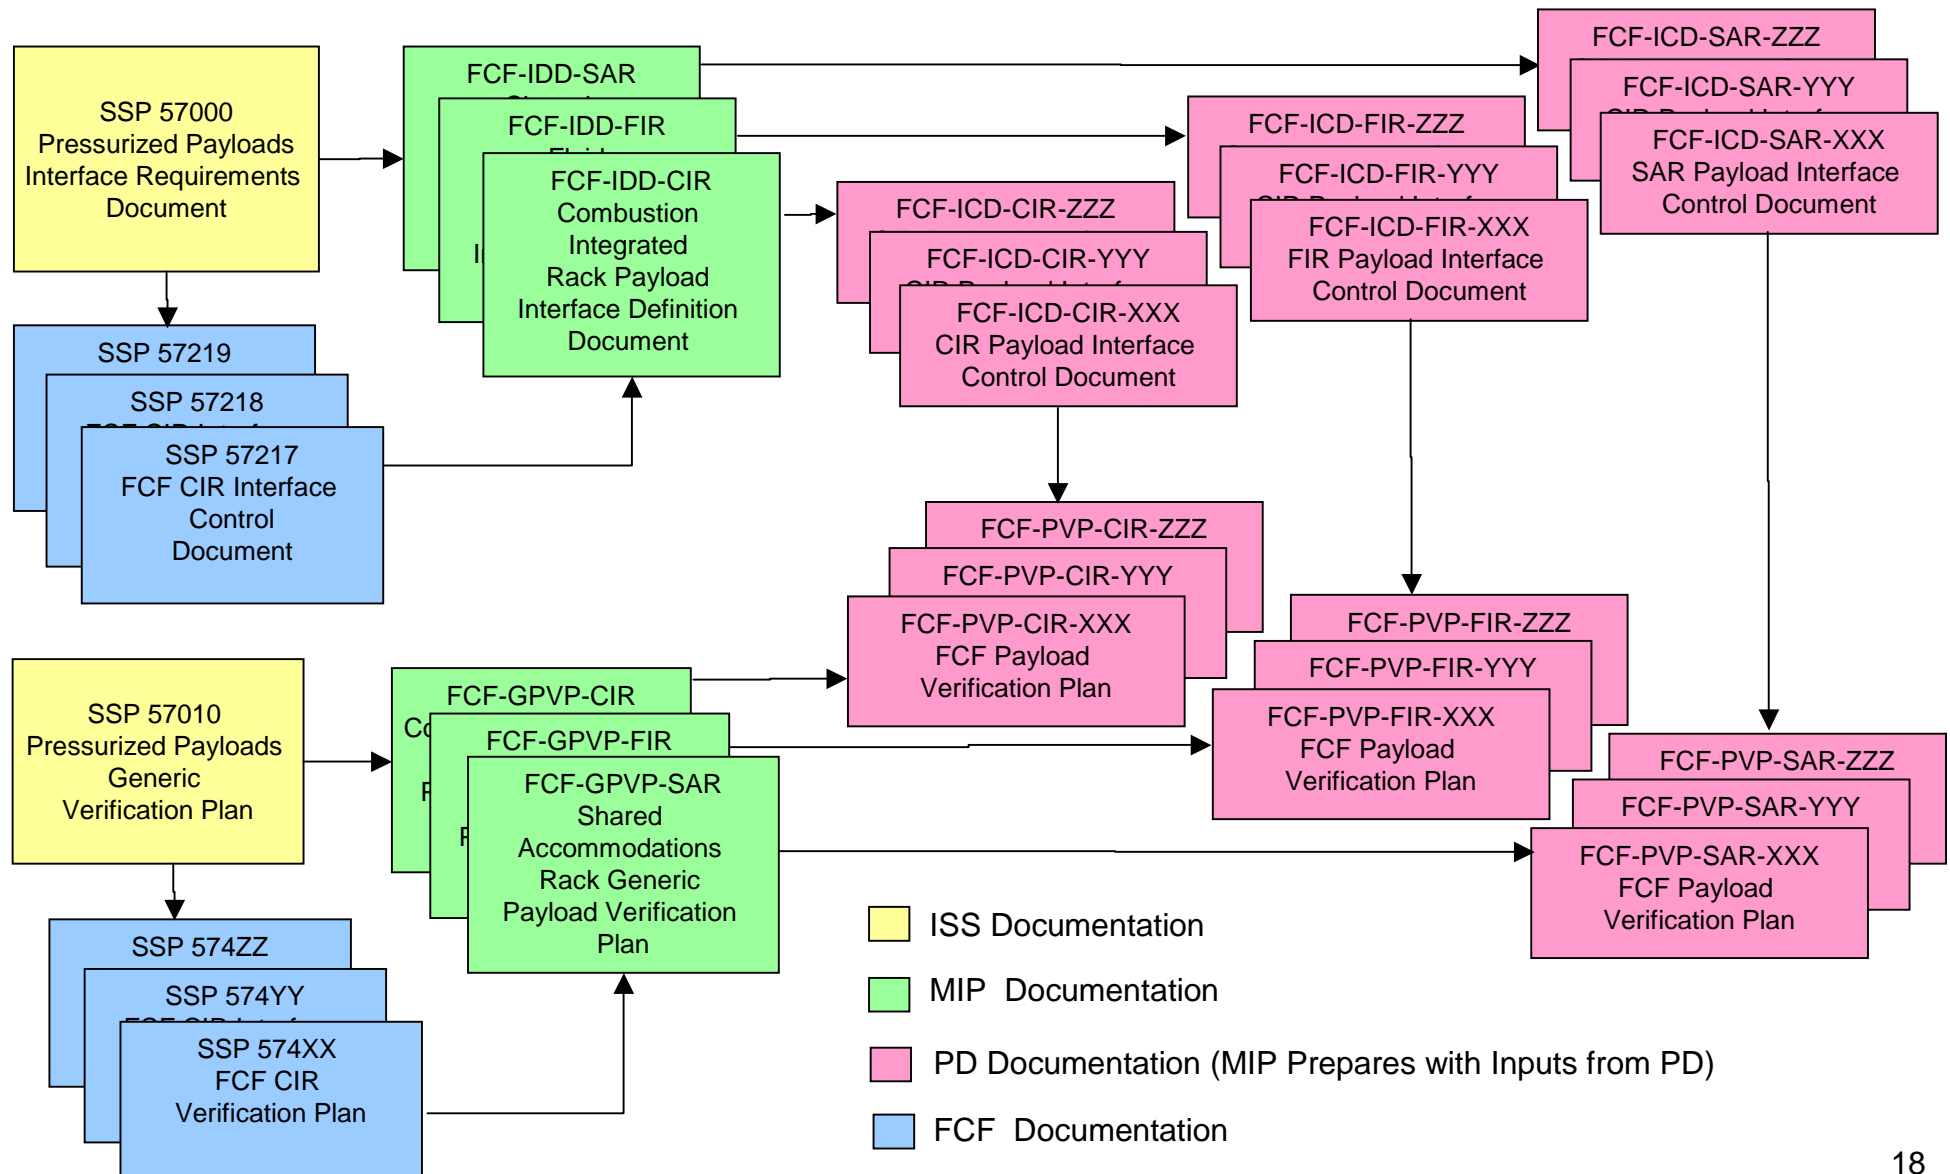 SSP 57000
Pressurized Payloads
Interface Requirements
Document
FCF-IDD-SAR
FCF-IDD-FIR
FCF-IDD-CIR
Combustion
Integrated
Rack Payload
Interface Definition
Document
FCF-ICD-SAR-ZZZ
FCF-ICD-SAR-YYY
FCF-ICD-SAR-XXX
SAR Payload Interface
Control Document
FCF-ICD-FIR-ZZZ
FCF-ICD-FIR-YYY
FCF-ICD-FIR-XXX
FIR Payload Interface
Control Document
FCF-ICD-CIR-ZZZ
FCF-ICD-CIR-YYY
FCF-ICD-CIR-XXX
CIR Payload Interface
Control Document
SSP 57219
SSP 57218
SSP 57217
FCF CIR Interface
Control
Document
FCF-PVP-CIR-ZZZ
FCF-PVP-CIR-YYY
FCF-PVP-CIR-XXX
FCF Payload
Verification Plan
FCF-PVP-FIR-ZZZ
FCF-PVP-FIR-YYY
FCF-PVP-FIR-XXX
FCF Payload
Verification Plan
FCF-PVP-SAR-ZZZ
FCF-PVP-SAR-YYY
FCF-PVP-SAR-XXX
FCF Payload
Verification Plan
SSP 57010
Pressurized Payloads
Generic
Verification Plan
FCF-GPVP-CIR
FCF-GPVP-FIR
FCF-GPVP-SAR
Shared
Accommodations
Rack Generic
Payload Verification
Plan
SSP 574ZZ
SSP 574YY
SSP 574XX
FCF CIR
Verification Plan
ISS Documentation
MIP Documentation
PD Documentation (MIP Prepares with Inputs from PD)
FCF Documentation
18